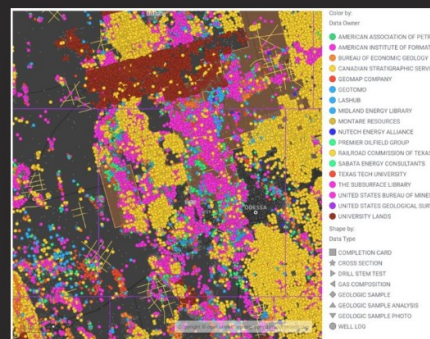 Color by:
Data Owner
AMERICAN ASSOCIATION OF PETR
AMERICAN INSTITUTE OF FORMAT
BUREAU OF ECONOMIC GEOLOGY
CANADIAN STRATIGRAPHIC SERV
GEOMAP COMPANY
GEOTOMO
LASHUB
MIDLAND ENERGY LIBRARY
MONTARE RESOURCES
NUTECH ENERGY ALLIANCE
PREMIER OILFIELD GROUP
RAILROAD COMMISSION OF TEXAS
SABATA ENERGY CONSULTANTS
TEXAS TECH UNIVERSITY
THE SUBSURFACE LIBRARY
UNITED STATES BUREAU OF MINE
UNITED STATES GEOLOGICAL SUR
UNIVERSITY LANDS
Shape by:
Data Type
COMPLETION CARD
CROSS SECTION
DRILL STEM TEST
GAS COMPOSITION
GEOLOGIC SAMPLE
GEOLOGIC SAMPLE ANALYSIS
GEOLOGIC SAMPLE PHOTO
WELL LOG
ODESSA